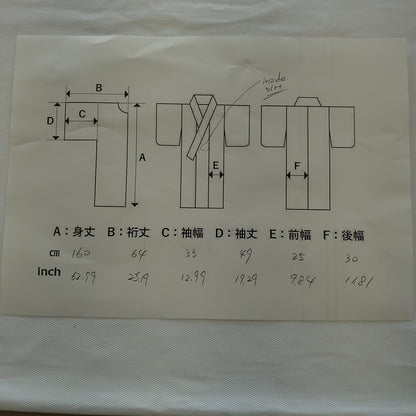 B
inside
D C
A
E
F
A：身丈 B：裄丈 C：袖幅 D：袖丈 E：前幅 F：後幅
cm 160 64 33 49 25 30
inch 62.99 25.19 12.99 19.29 9.84 11.81